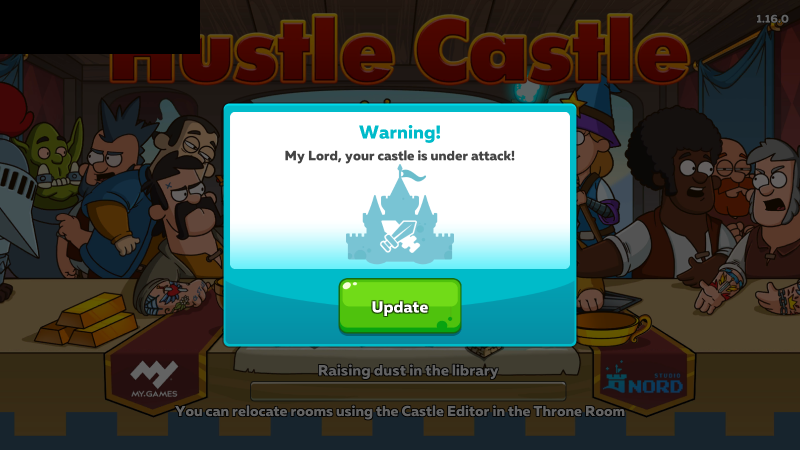 1.16.0
Hustle Castle
Warning!
My Lord, your castle is under attack!
Update
Raising dust in the library
MY.GAMES
STUDIO
NORD
You can relocate rooms using the Castle Editor in the Throne Room